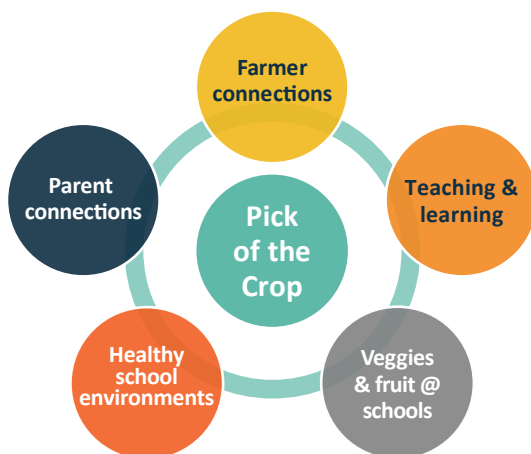 Farmer
connections
Parent
connections
Teaching &
learning
Pick
of the
Crop
Healthy
school
environments
Veggies
& fruit @
schools